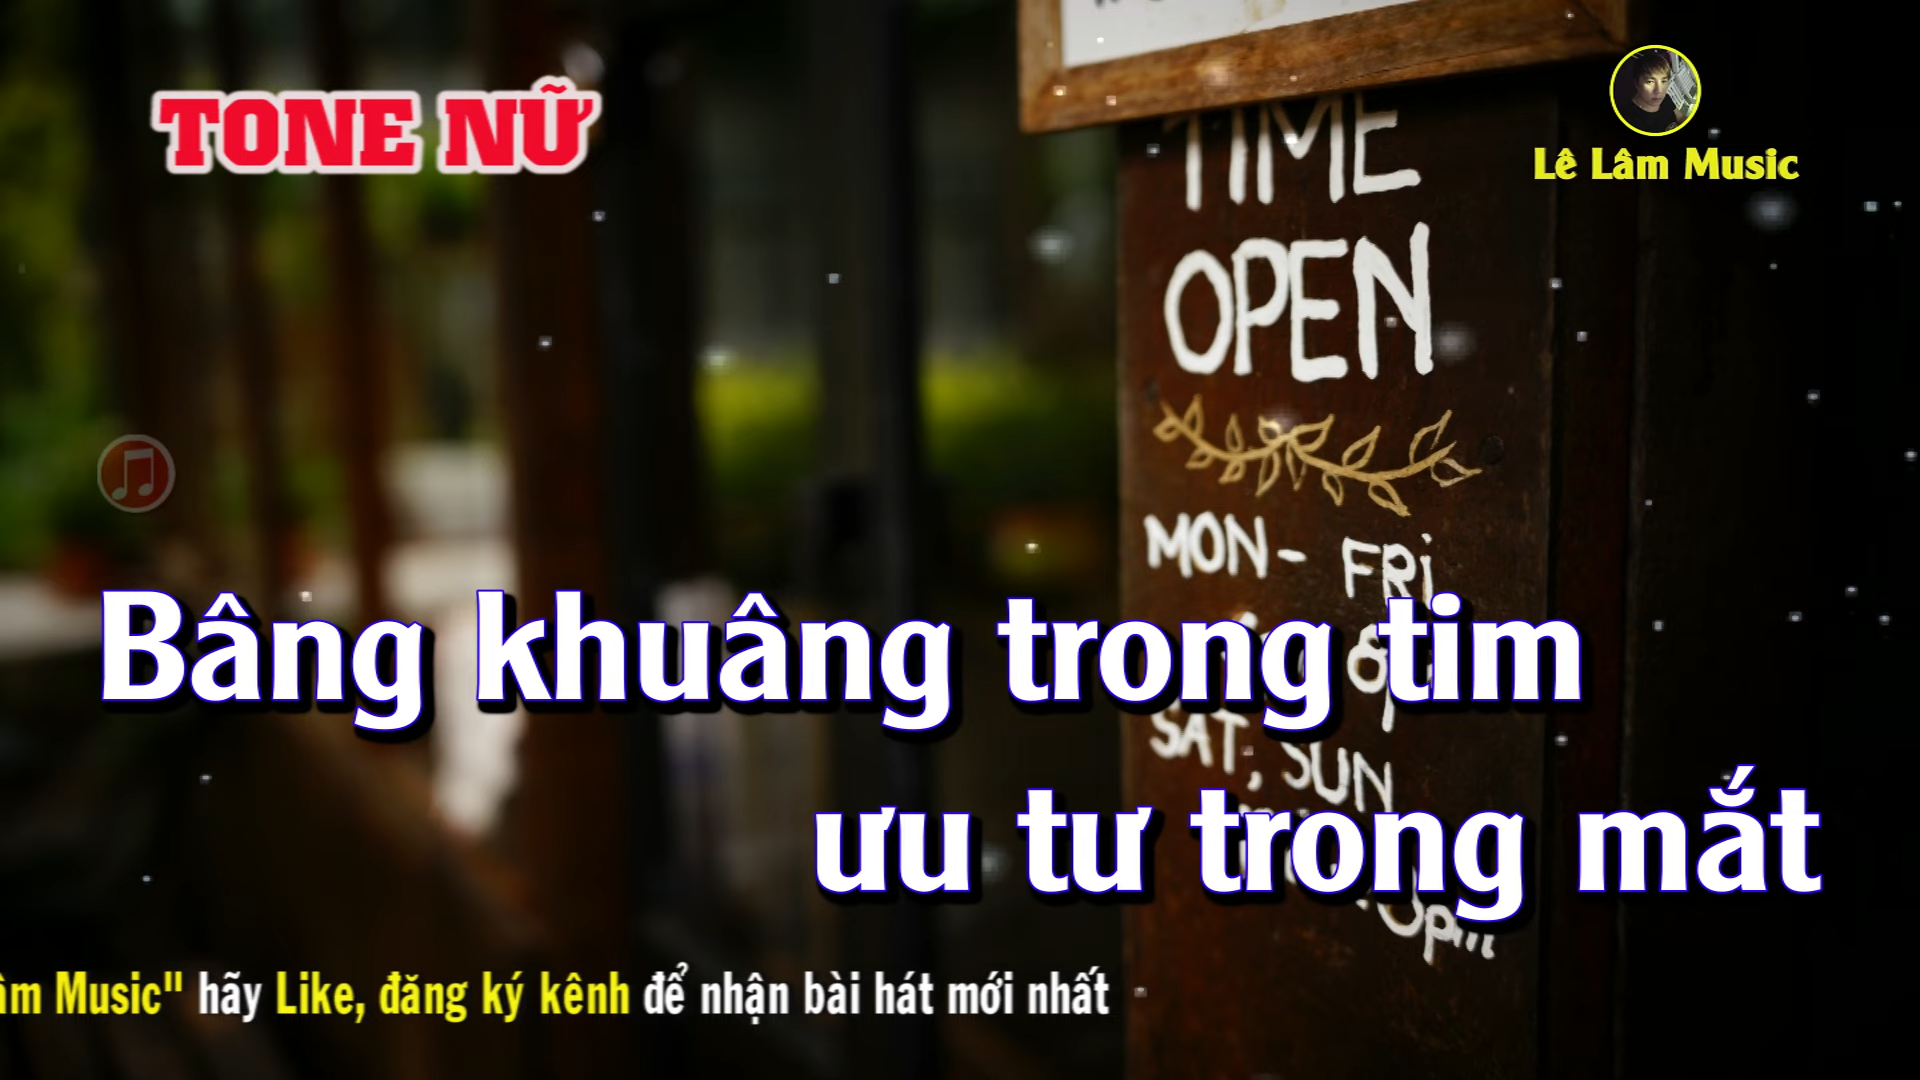 TONE NỮ
Lê Lâm Music
TIME
OPEN
MON- FRI
SAT, SUN
Bâng khuâng trong tim
ưu tư trong mắt
Music" hãy Like, đăng ký kênh để nhận bài hát mới nhất